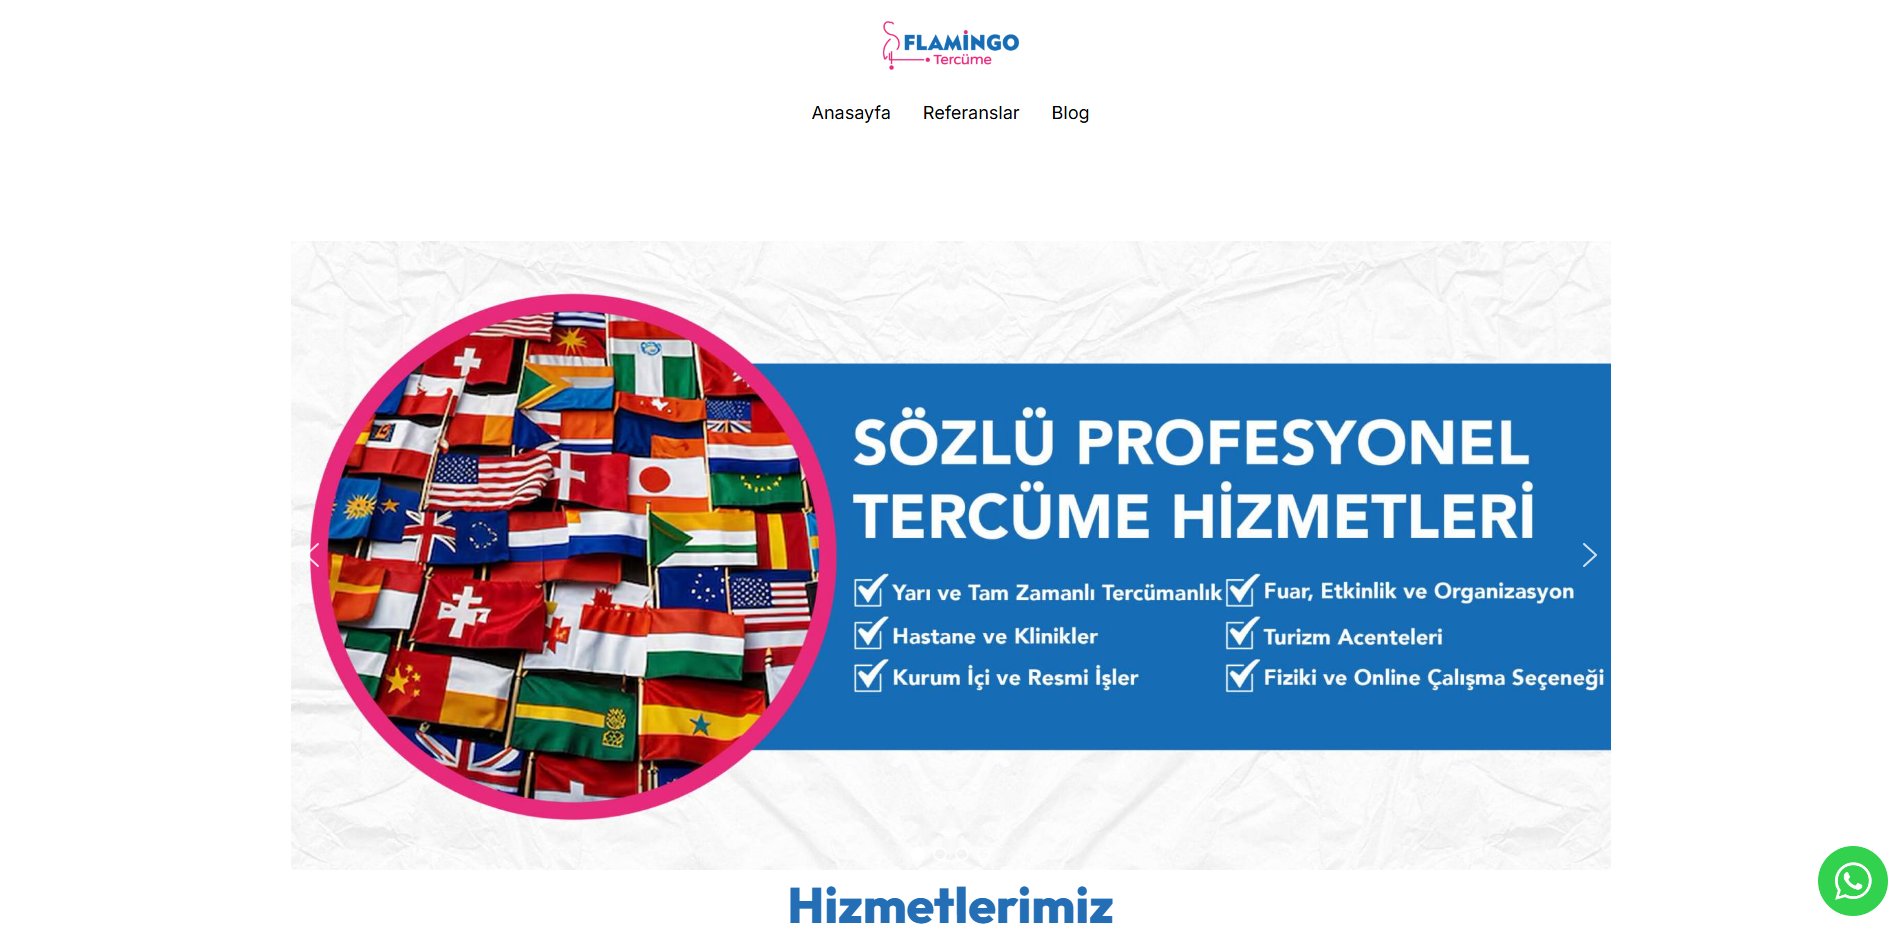 FLAMİNGO
Tercüme
Anasayfa Referanslar Blog
SÖZLÜ PROFESYONEL
TERCÜME HİZMETLERİ
Yarı ve Tam Zamanlı Tercümanlık
Hastane ve Klinikler
Kurum İçi ve Resmi İşler
Fuar, Etkinlik ve Organizasyon
Turizm Acenteleri
Fiziki ve Online Çalışma Seçeneği
Hizmetlerimiz